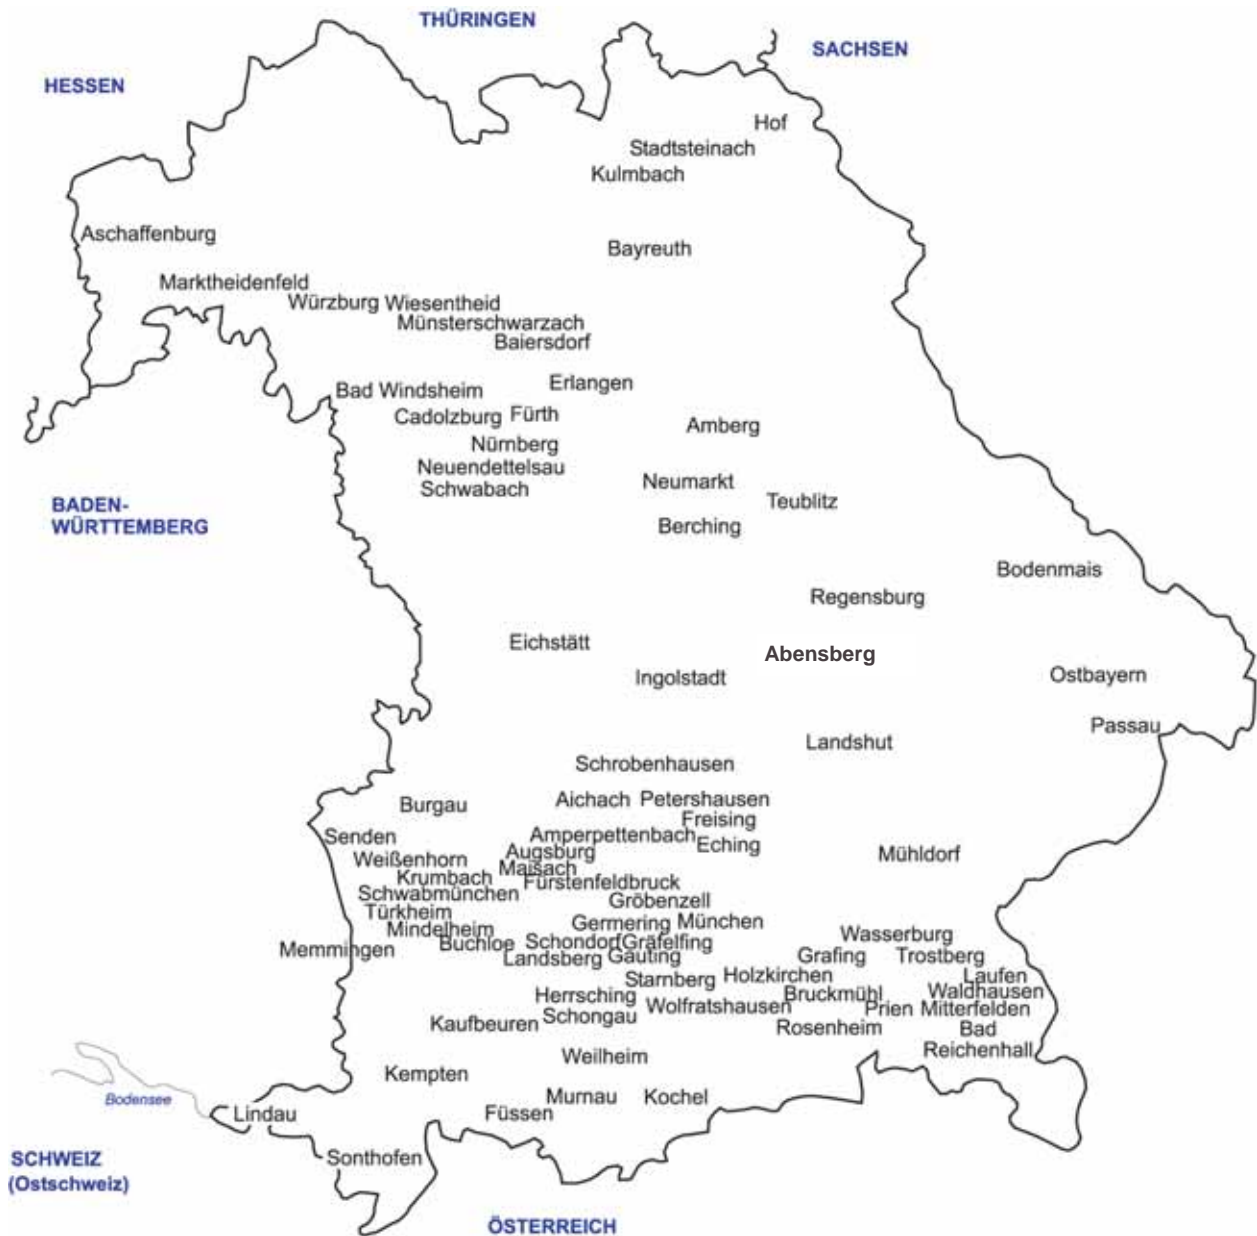 THÜRINGEN
SACHSEN
HESSEN
Hof
Stadtsteinach
Kulmbach
Aschaffenburg
Bayreuth
Marktheidenfeld
Würzburg Wiesentheid
Münsterschwarzach
Baiersdorf
Erlangen
Bad Windsheim
Cadolzburg Fürth
Amberg
Nürnberg
Neuendettelsau
Schwabach
Neumarkt
Teublitz
BADEN-
WÜRTTEMBERG
Berching
Bodenmais
Regensburg
Eichstätt
Abensberg
Ingolstadt
Ostbayern
Passau
Landshut
Schrobenhausen
Burgau
Aichach Petershausen
Freising
Senden
Amperpettenbach
Eching
Augsburg
Mühldorf
Weißenhorn
Maisach
Krumbach
Fürstenfeldbruck
Schwabmünchen
Gröbenzell
Türkheim
Germering München
Mindelheim
Wasserburg
Memmingen
Buchloe Schondorf Gräfelfing
Landsberg Gauting
Grafing Trostberg
Starnberg Holzkirchen
Laufen
Herrsching
Bruckmühl Waldhausen
Wolfratshausen
Prien Mitterfelden
Kaufbeuren Schongau
Rosenheim
Bad
Reichenhall
Weilheim
Kempten
Bodensee
Murnau Kochel
Lindau
Füssen
SCHWEIZ
(Ostschweiz)
Sonthofen
ÖSTERREICH